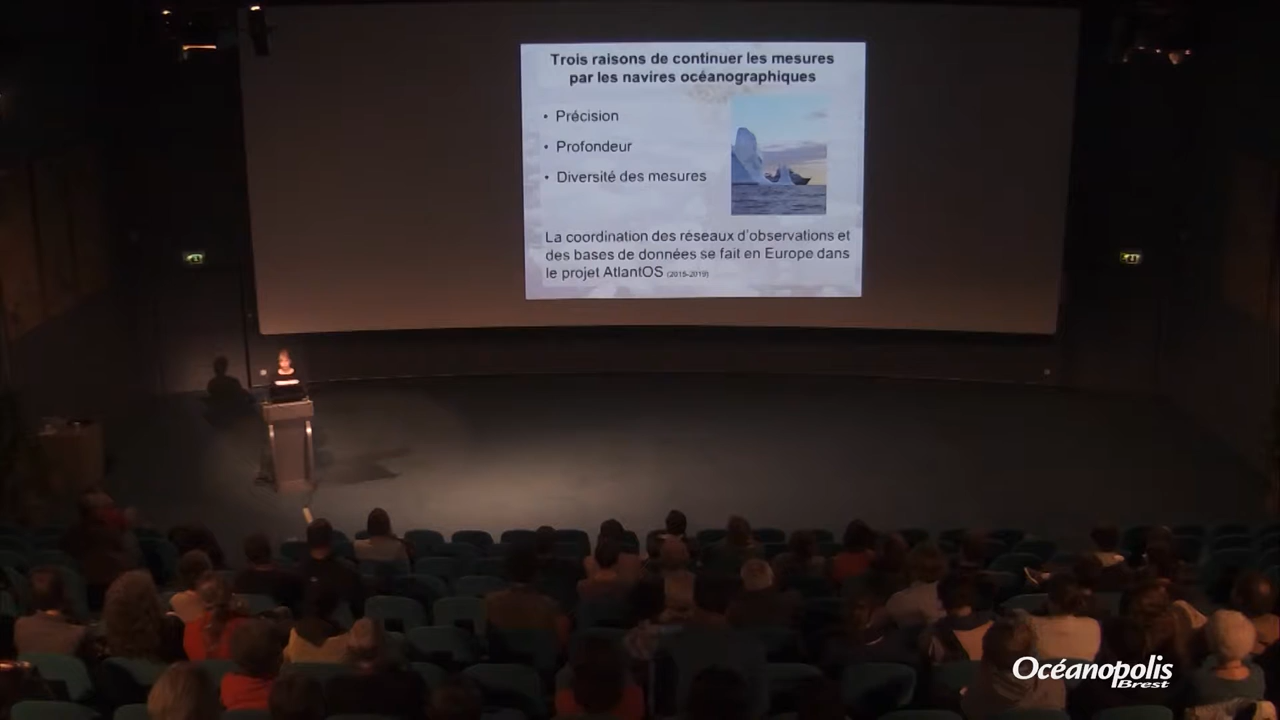 Trois raisons de continuer les mesures
par les navires océanographiques
• Précision
• Profondeur
• Diversité des mesures
La coordination des réseaux d'observations et
des bases de données se fait en Europe dans
le projet AtlantOS (2015-2019)
Océanopolis
Brest